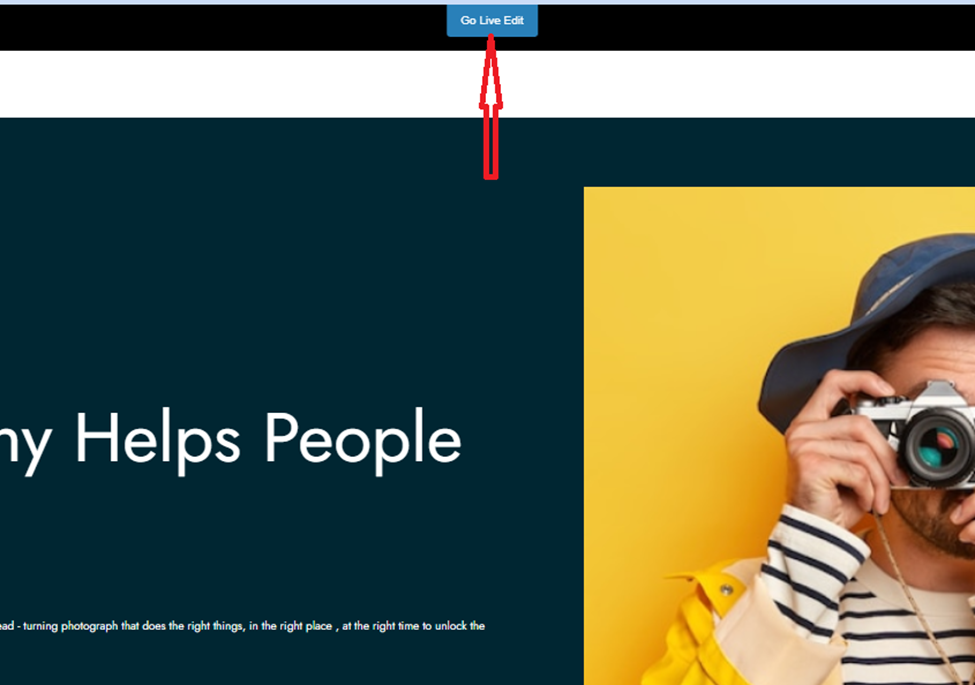 Go Live Edit
ny Helps People
ead - turning photograph that does the right things, in the right place , at the right time to unlock the